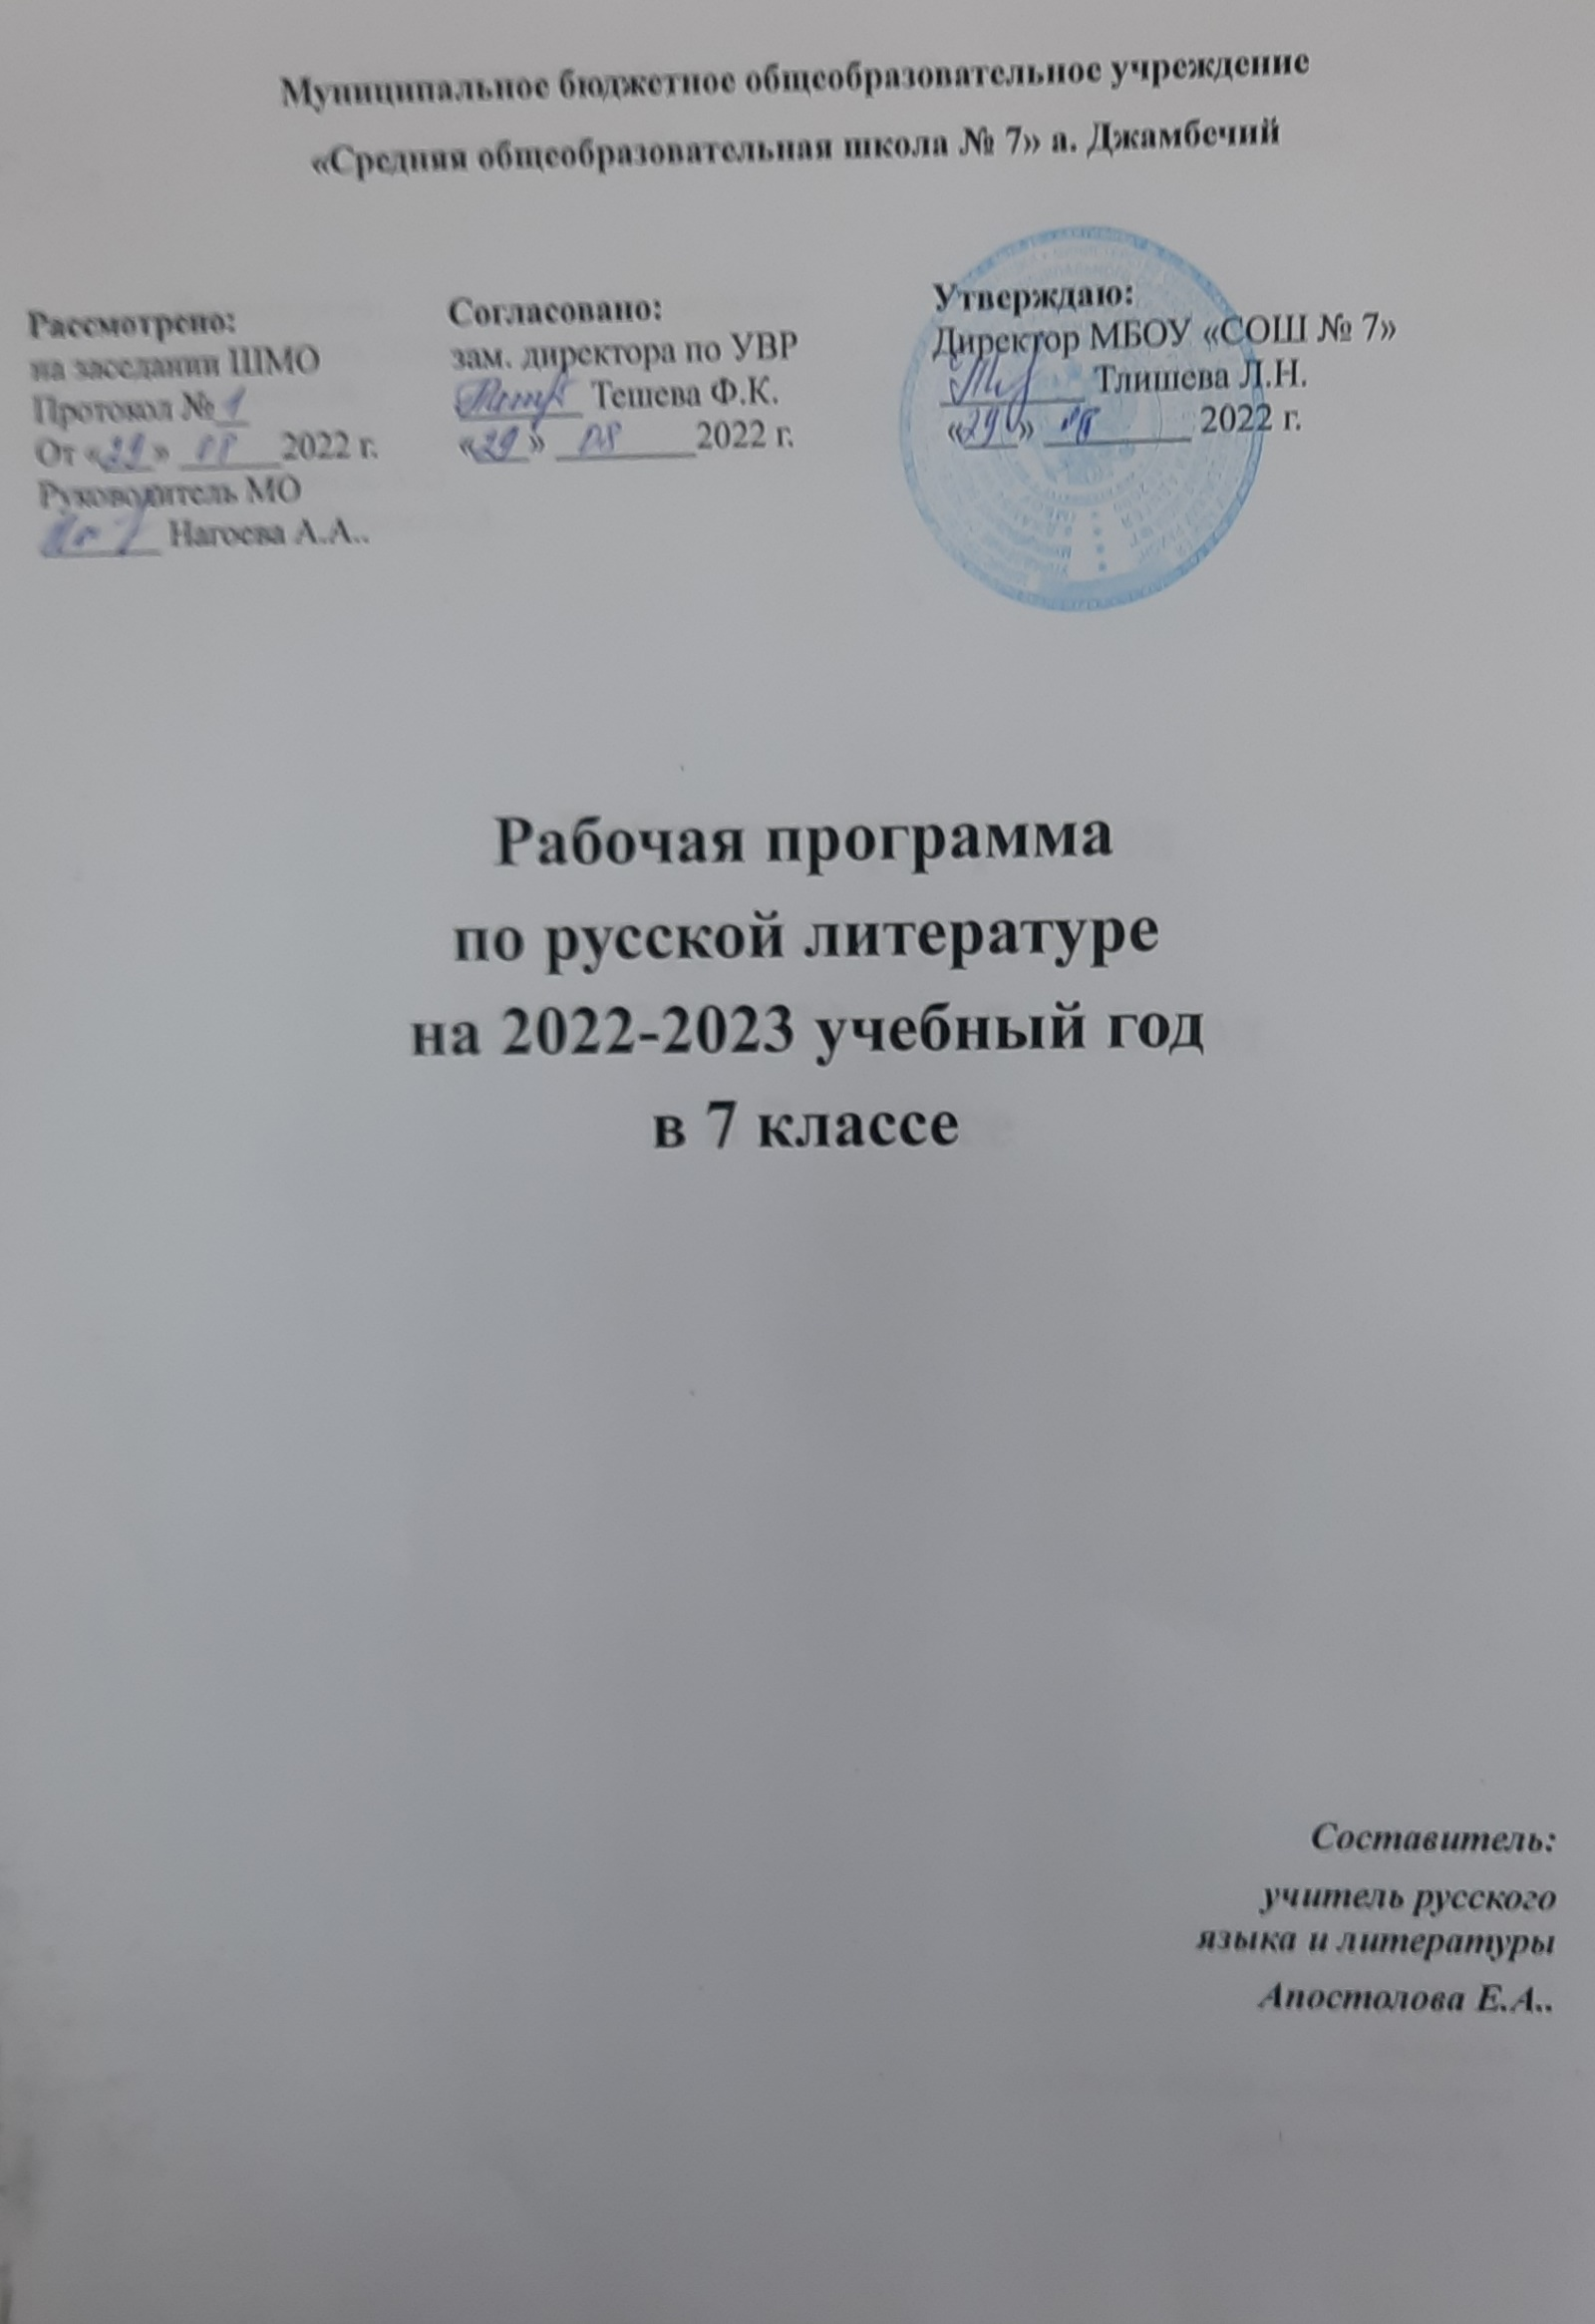 Муниципальное бюджетное общеобразовательное учреждение
«Средняя общеобразовательная школа № 7» а. Джамбечий
Рассмотрено:
на заседании ШМО
Протокол № 1
От «29» 08 2022 г.
Руководитель МО
Нагоева А.А..
Согласовано:
зам. директора по УВР
Тешева Ф.К.
«29» 08 2022 г.
Утверждаю:
Директор МБОУ «СОШ № 7»
Тлишева Л.Н.
«29» 08 2022 г.
Рабочая программа
по русской литературе
на 2022-2023 учебный год
в 7 классе
Составитель:
учитель русского
языка и литературы
Апостолова Е.А..